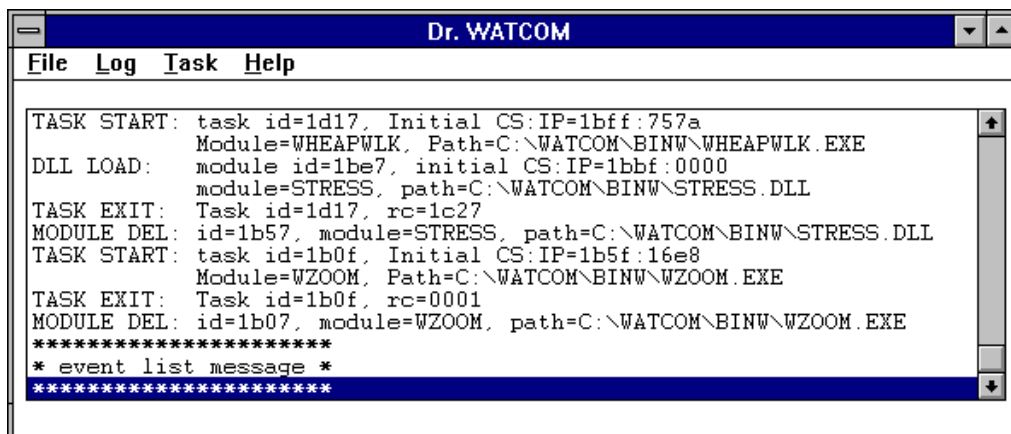 Dr. WATCOM
File Log Task Help
TASK START: task id=1d17, Initial CS:IP=1bff:757a
Module=WHEAPWLK, Path=C:\WATCOM\BINW\WHEAPWLK.EXE
DLL LOAD: module id=1be7, initial CS:IP=1bbf:0000
module=STRESS, path=C:\WATCOM\BINW\STRESS.DLL
TASK EXIT: Task id=1d17, rc=1c27
MODULE DEL: id=1b57, module=STRESS, path=C:\WATCOM\BINW\STRESS.DLL
TASK START: task id=1b0f, Initial CS:IP=1b5f:16e8
Module=WZOOM, Path=C:\WATCOM\BINW\WZOOM.EXE
TASK EXIT: Task id=1b0f, rc=0001
MODULE DEL: id=1b07, module=WZOOM, path=C:\WATCOM\BINW\WZOOM.EXE
**********************
* event list message *
**********************